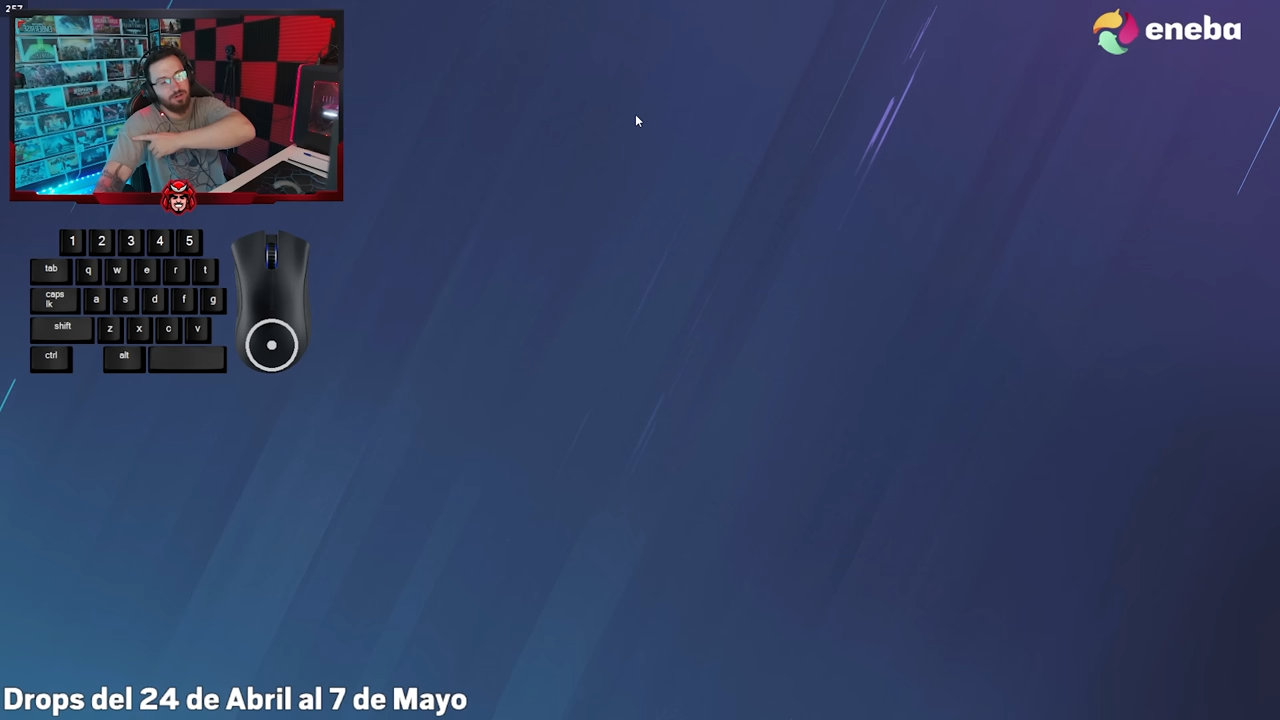 257
eneba
1 2 3 4 5
tab q w e r t
caps
lk a s d f g
shift z x c v
ctrl alt
Drops del 24 de Abril al 7 de Mayo